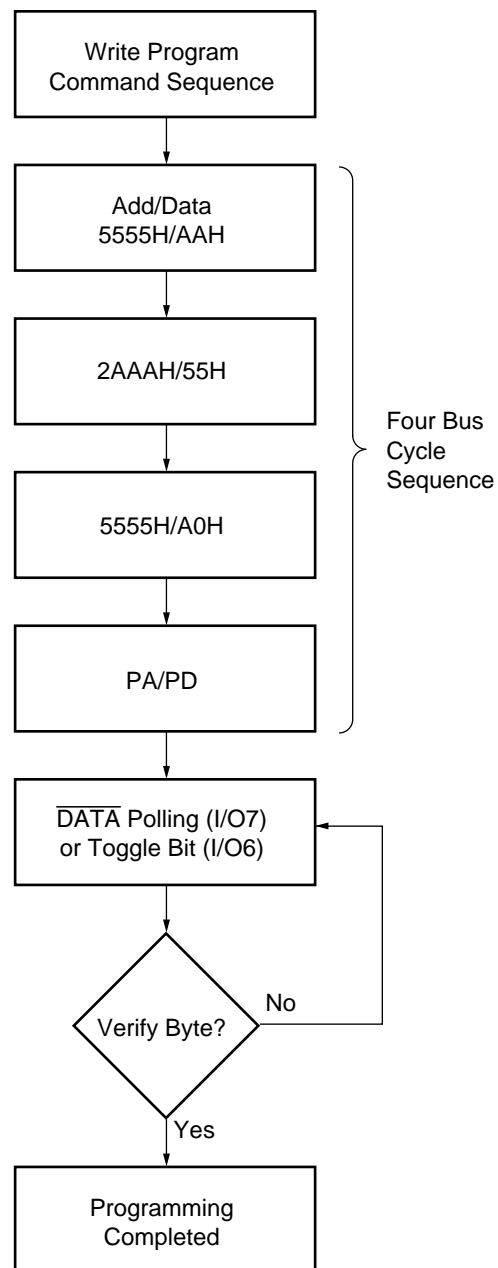 Write Program
Command Sequence
Add/Data
5555H/AAH
2AAAH/55H
5555H/A0H
PA/PD
Four Bus
Cycle
Sequence
DATA Polling (I/O7)
or Toggle Bit (I/O6)
Verify Byte?
No
Yes
Programming
Completed